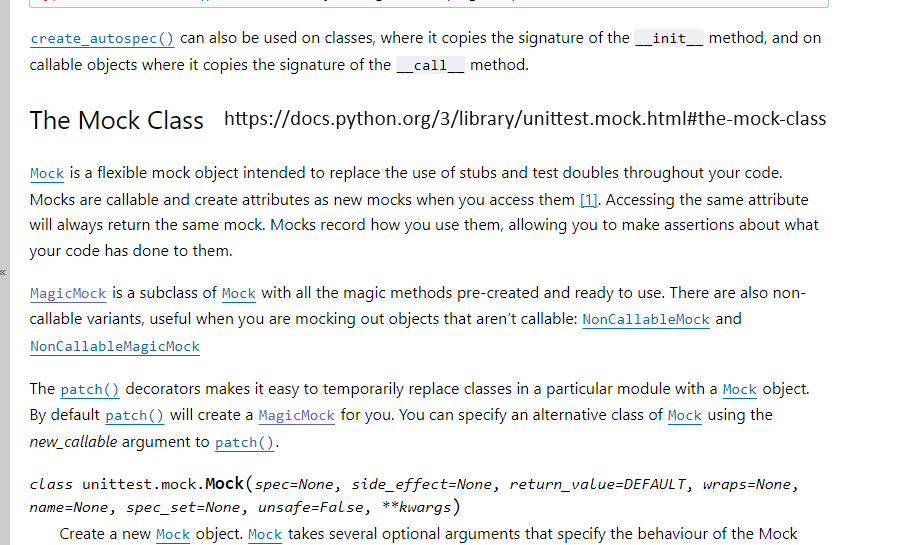 create_autospec() can also be used on classes, where it copies the signature of the __init__ method, and on
callable objects where it copies the signature of the __call__ method.
The Mock Class https://docs.python.org/3/library/unittest.mock.html#the-mock-class
Mock is a flexible mock object intended to replace the use of stubs and test doubles throughout your code.
Mocks are callable and create attributes as new mocks when you access them [1]. Accessing the same attribute
will always return the same mock. Mocks record how you use them, allowing you to make assertions about what
your code has done to them.
«
MagicMock is a subclass of Mock with all the magic methods pre-created and ready to use. There are also non-
callable variants, useful when you are mocking out objects that aren’t callable: NonCallableMock and
NonCallableMagicMock
The patch() decorators makes it easy to temporarily replace classes in a particular module with a Mock object.
By default patch() will create a MagicMock for you. You can specify an alternative class of Mock using the
new_callable argument to patch().
class unittest.mock.Mock(spec=None, side_effect=None, return_value=DEFAULT, wraps=None,
name=None, spec_set=None, unsafe=False, **kwargs)
Create a new Mock object. Mock takes several optional arguments that specify the behaviour of the Mock